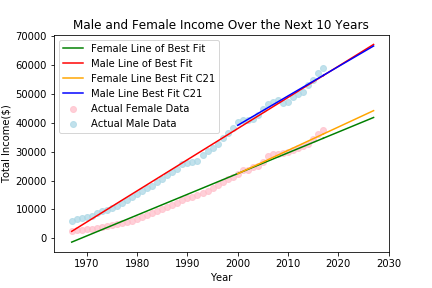 Male and Female Income Over the Next 10 Years
70000
60000
50000
40000
30000
20000
10000
0
Total Income($)
Female Line of Best Fit
Male Line of Best Fit
Female Line Best Fit C21
Male Line Best Fit C21
Actual Female Data
Actual Male Data
1970 1980 1990 2000 2010 2020 2030
Year